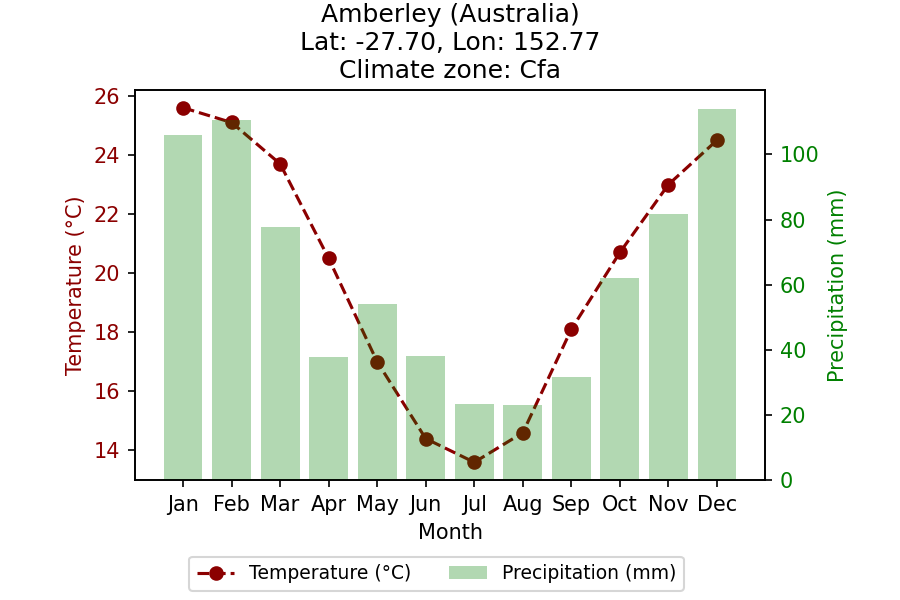 Amberley (Australia)
Lat: -27.70, Lon: 152.77
Climate zone: Cfa
Temperature (°C)
26
24
22
20
18
16
14
100
80
60
40
20
0
Precipitation (mm)
Jan Feb Mar Apr May Jun Jul Aug Sep Oct Nov Dec
Month
Temperature (°C) Precipitation (mm)